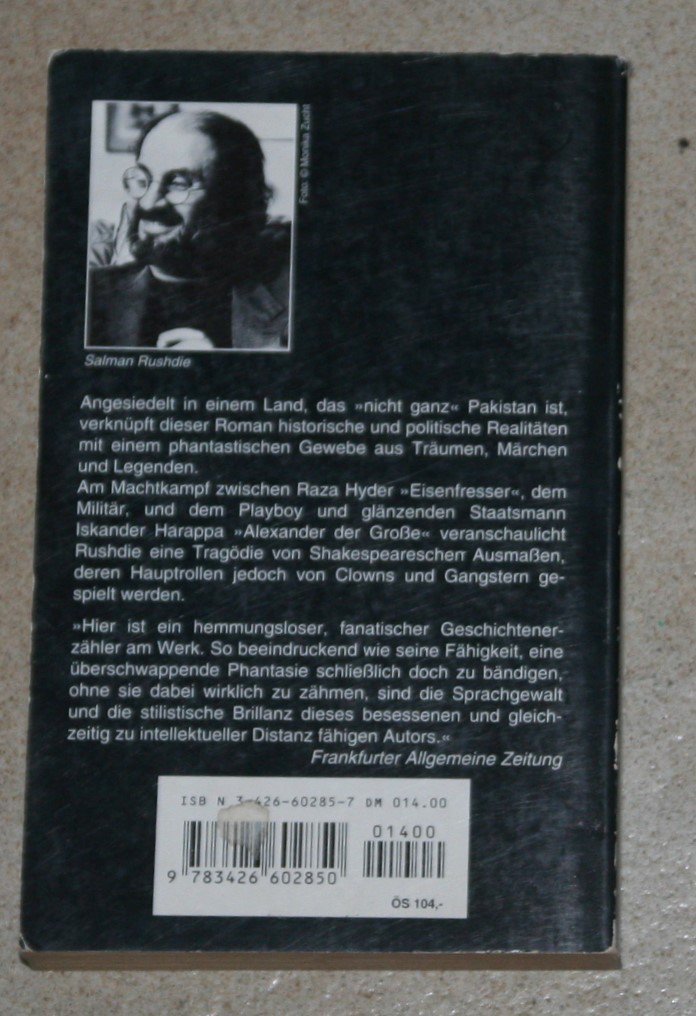 Foto: © Monika Zucht
Salman Rushdie
Angesiedelt in einem Land, das »nicht ganz« Pakistan ist,
verknüpft dieser Roman historische und politische Realitäten
mit einem phantastischen Gewebe aus Träumen, Märchen
und Legenden.
Am Machtkampf zwischen Raza Hyder »Eisenfresser«, dem
Militär, und dem Playboy und glänzenden Staatsmann
Iskander Harappa »Alexander der Große« veranschaulicht
Rushdie eine Tragödie von Shakespeareschen Ausmaßen,
deren Hauptrollen jedoch von Clowns und Gangstern ge-
spielt werden.
»Hier ist ein hemmungsloser, fanatischer Geschichtener-
zähler am Werk. So beeindruckend wie seine Fähigkeit, eine
überschwappende Phantasie schließlich doch zu bändigen,
ohne sie dabei wirklich zu zähmen, sind die Sprachgewalt
und die stilistische Brillanz dieses besessenen und gleich-
zeitig zu intellektueller Distanz fähigen Autors.«
Frankfurter Allgemeine Zeitung
ISBN 3-426-60285-7 DM 014.00
01400
9 783426 602850
ÖS 104,-